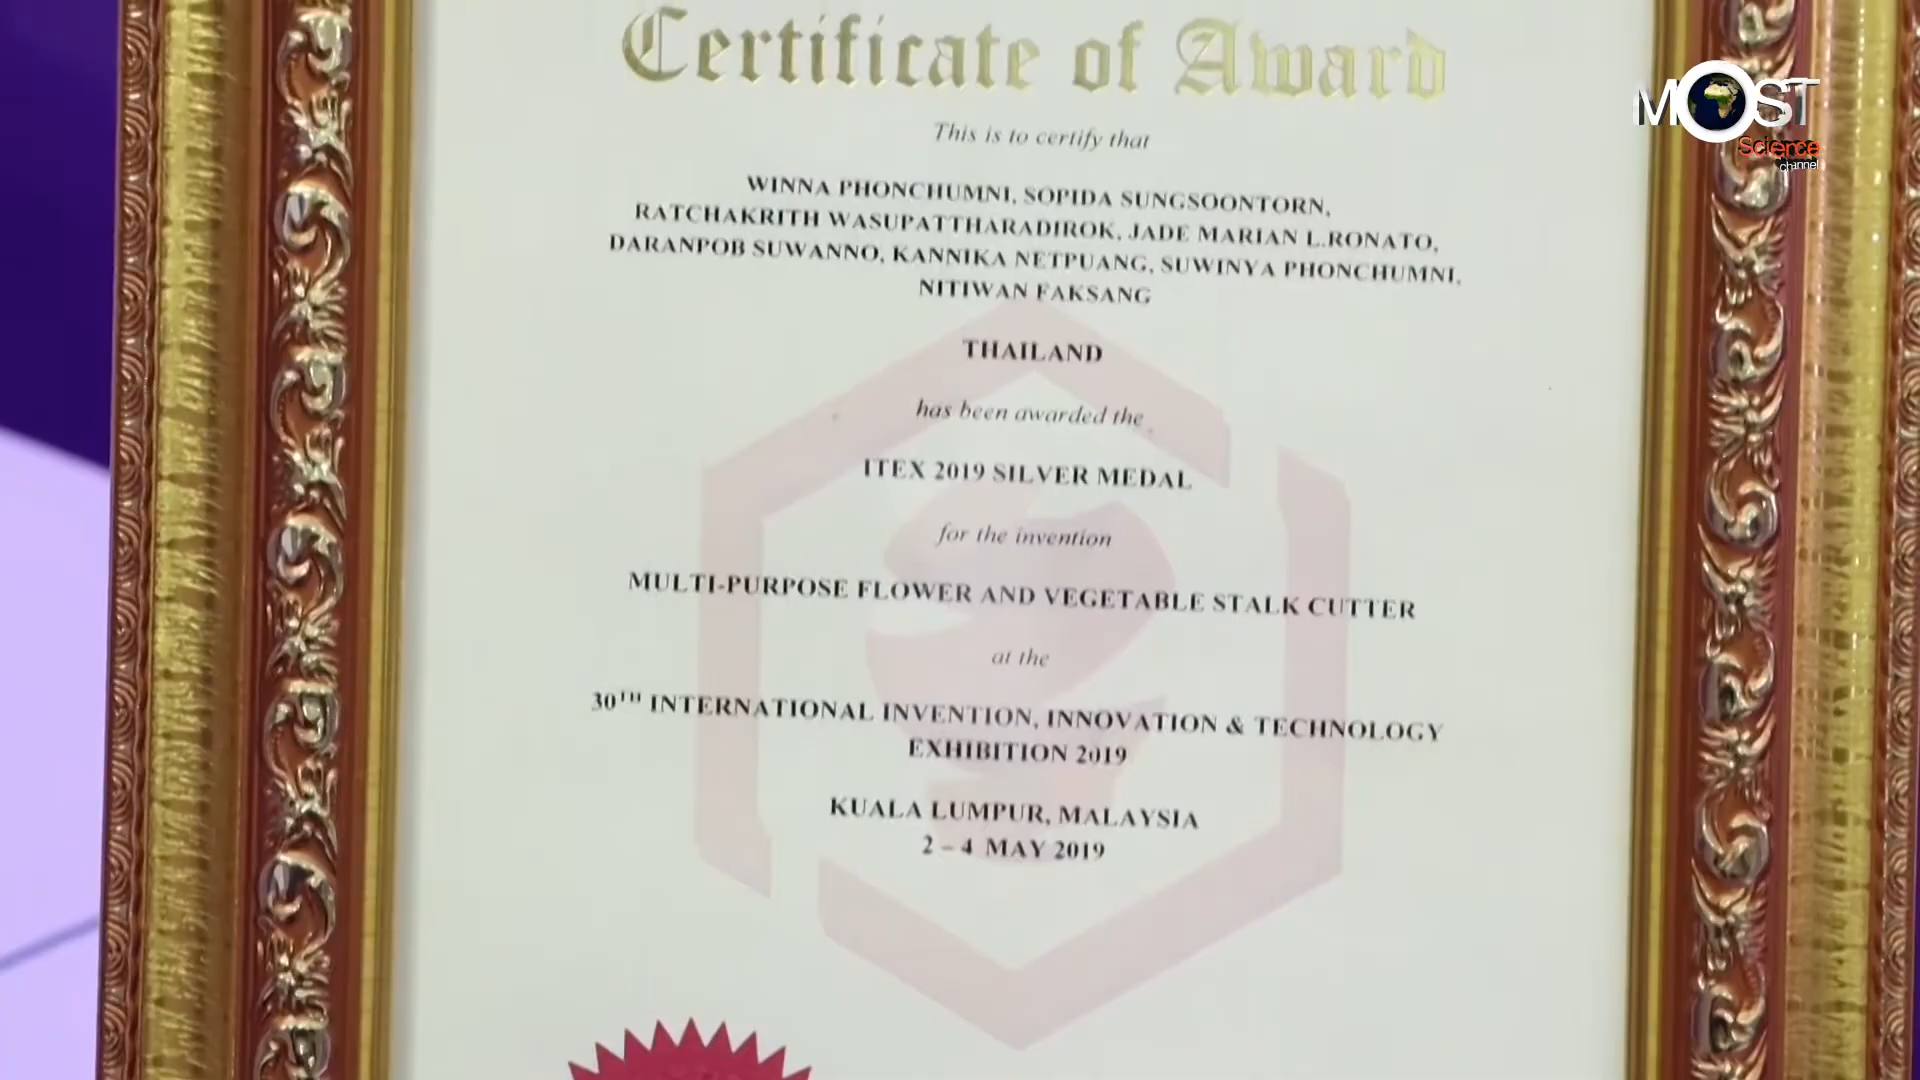 Certificate of Award
MOST
Science
channel
This is to certify that
WINNA PHONCHUMNI, SOPIDA SUNGSOONTORN,
RATCHAKRITH WASUPATTHARADIROK, JADE MARIAN L.RONATO,
DARANPOB SUWANNO, KANNIKA NETPUANG, SUWINYA PHONCHUMNI,
NITIWAN FAKSANG
THAILAND
has been awarded the
ITEX 2019 SILVER MEDAL
for the invention
MULTI-PURPOSE FLOWER AND VEGETABLE STALK CUTTER
at the
30TH INTERNATIONAL INVENTION, INNOVATION & TECHNOLOGY
EXHIBITION 2019
KUALA LUMPUR, MALAYSIA
2 – 4 MAY 2019